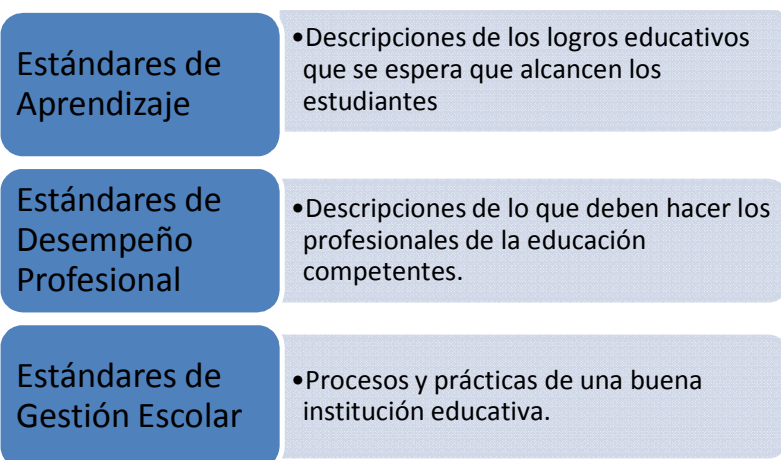 Estándares de
Aprendizaje
•Descripciones de los logros educativos
que se espera que alcancen los
estudiantes
Estándares de
Desempeño
Profesional
•Descripciones de lo que deben hacer los
profesionales de la educación
competentes.
Estándares de
Gestión Escolar
•Procesos y prácticas de una buena
institución educativa.